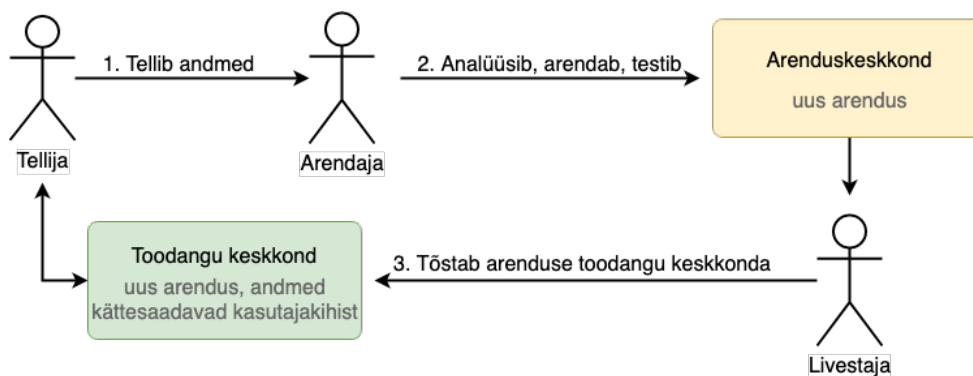 1. Tellib andmed
2. Analüüsib, arendab, testib
Arenduskeskkond
uus arendus
Tellija
Arendaja
Toodangu keskkond
uus arendus, andmed
kättesaadavad kasutajakihist
3. Tõstab arenduse toodangu keskkonda
Livestaja